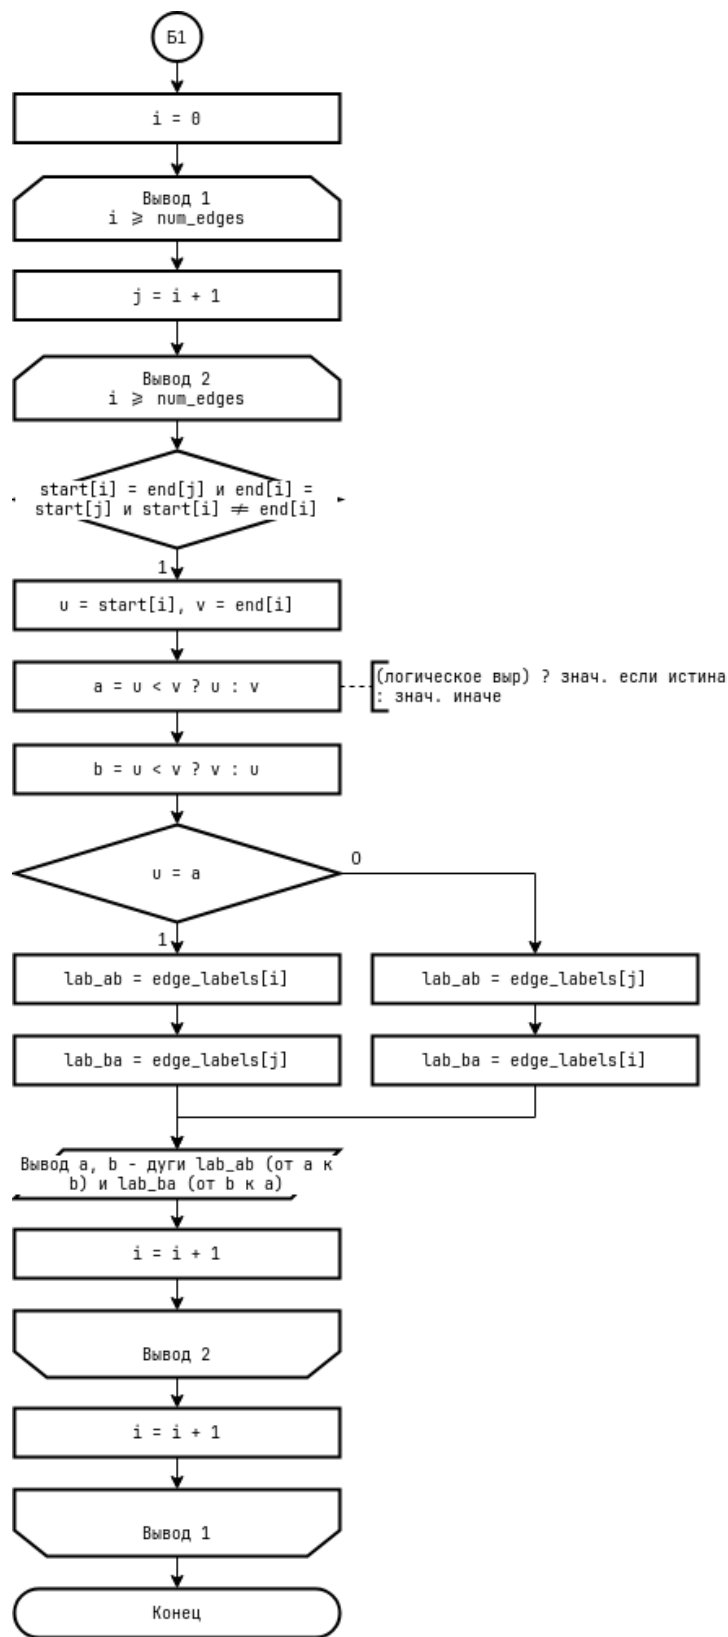 Б1
i = 0
Вывод 1
i ⩾ num_edges
j = i + 1
Вывод 2
i ⩾ num_edges
start[i] = end[j] и end[i] =
start[j] и start[i] ≠ end[i]
1
u = start[i], v = end[i]
a = u < v ? u : v
(логическое выр) ? знач. если истина
: знач. иначе
b = u < v ? v : u
u = a
0
1
lab_ab = edge_labels[i]
lab_ab = edge_labels[j]
lab_ba = edge_labels[j]
lab_ba = edge_labels[i]
Вывод a, b - дуги lab_ab (от a к
b) и lab_ba (от b к a)
i = i + 1
Вывод 2
i = i + 1
Вывод 1
Конец